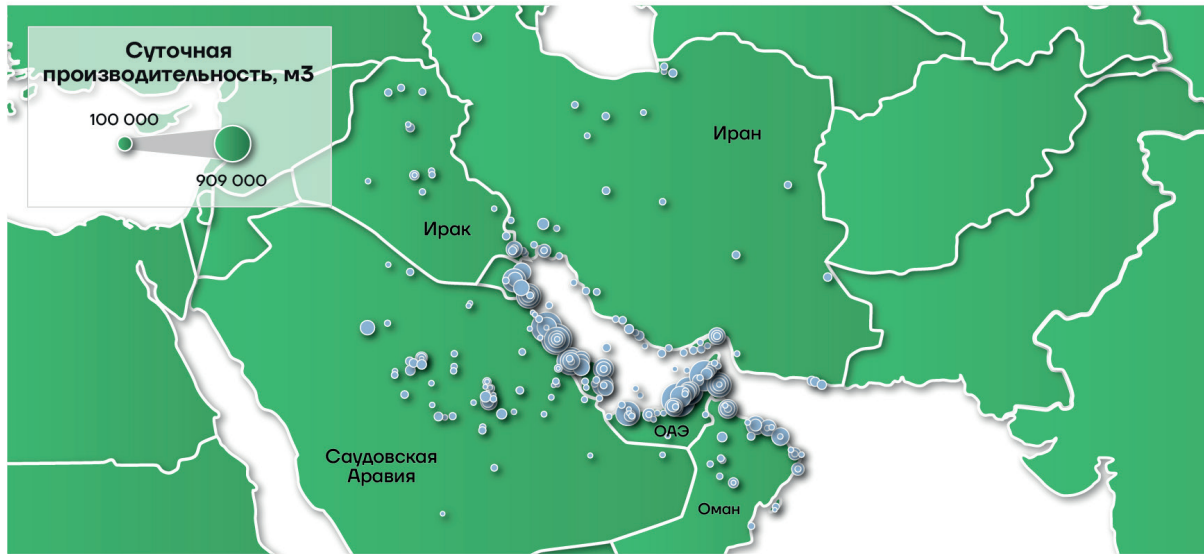 Суточная
производительность, м3
100 000
909 000
Иран
Ирак
Саудовская
Аравия
ОАЭ
Оман